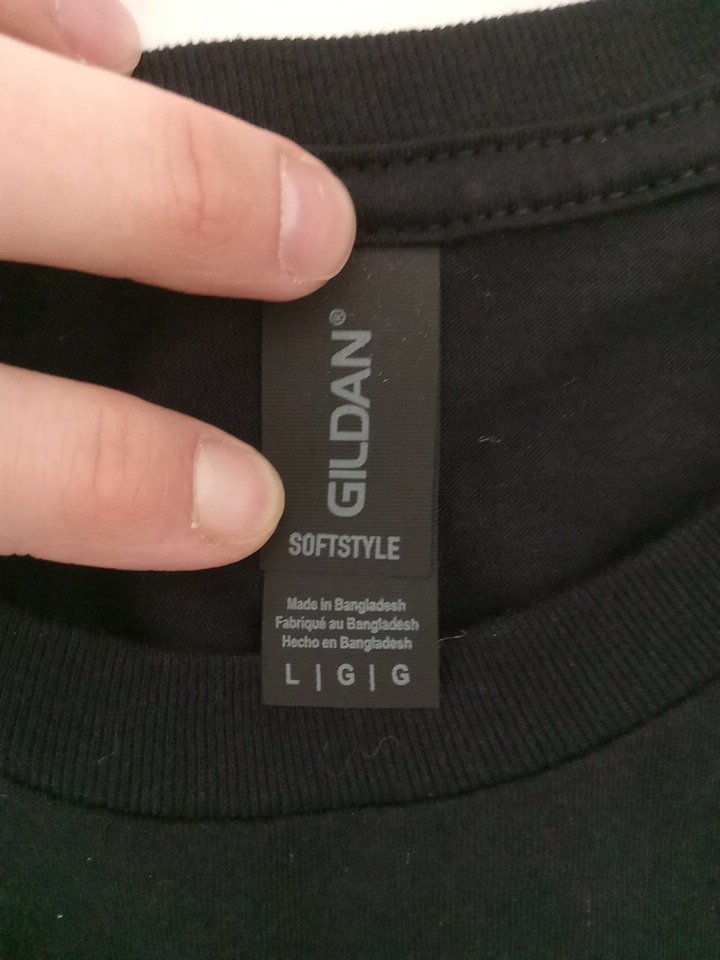 GILDAN®
SOFTSTYLE
Made in Bangladesh
Fabriqué au Bangladesh
Hecho en Bangladesh
L | G | G